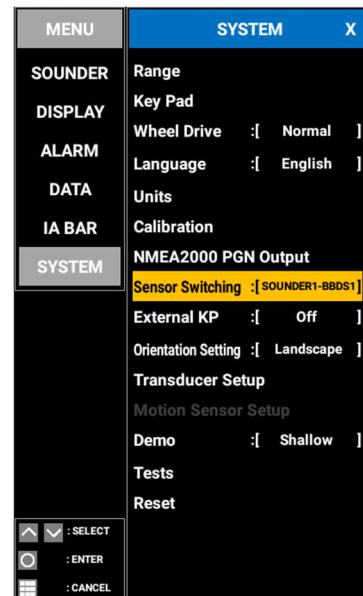 MENU
SOUNDER
DISPLAY
ALARM
DATA
IA BAR
SYSTEM
SYSTEM X
Range
Key Pad
Wheel Drive :[ Normal ]
Language :[ English ]
Units
Calibration
NMEA2000 PGN Output
Sensor Switching :[SOUNDER1-BBDS1]
External KP :[ Off ]
Orientation Setting :[ Landscape ]
Transducer Setup
Motion Sensor Setup
Demo :[ Shallow ]
Tests
Reset
: SELECT
: ENTER
: CANCEL